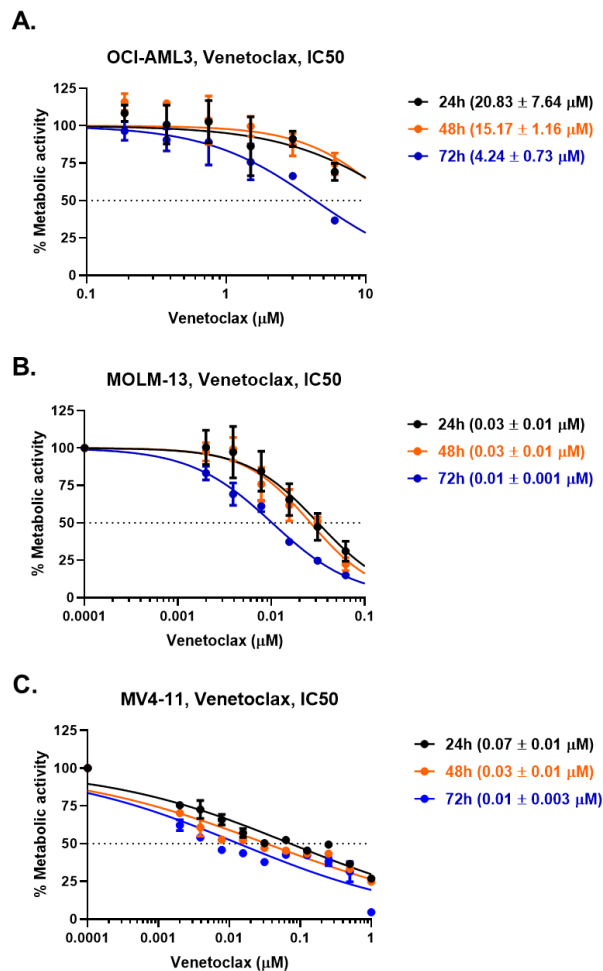 A.
OCI-AML3, Venetoclax, IC50
% Metabolic activity
125
100
75
50
25
0
0.1
1
10
Venetoclax (μM)
24h (20.83 ± 7.64 μM)
48h (15.17 ± 1.16 μM)
72h (4.24 ± 0.73 μM)
B.
MOLM-13, Venetoclax, IC50
% Metabolic activity
125
100
75
50
25
0
0.0001
0.001
0.01
0.1
Venetoclax (μM)
24h (0.03 ± 0.01 μM)
48h (0.03 ± 0.01 μM)
72h (0.01 ± 0.001 μM)
C.
MV4-11, Venetoclax, IC50
% Metabolic activity
125
100
75
50
25
0
0.0001
0.001
0.01
0.1
1
Venetoclax (μM)
24h (0.07 ± 0.01 μM)
48h (0.03 ± 0.01 μM)
72h (0.01 ± 0.003 μM)